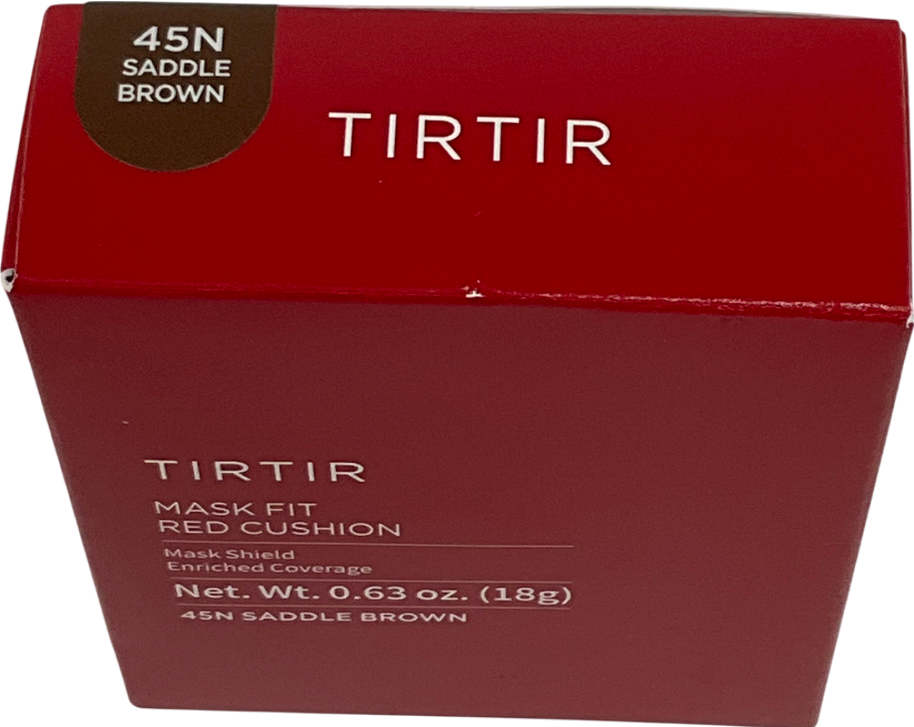 45N
SADDLE
BROWN
TIRTIR
TIRTIR
MASK FIT
RED CUSHION
Mask Shield
Enriched Coverage
Net. Wt. 0.63 oz. (18g)
45N SADDLE BROWN